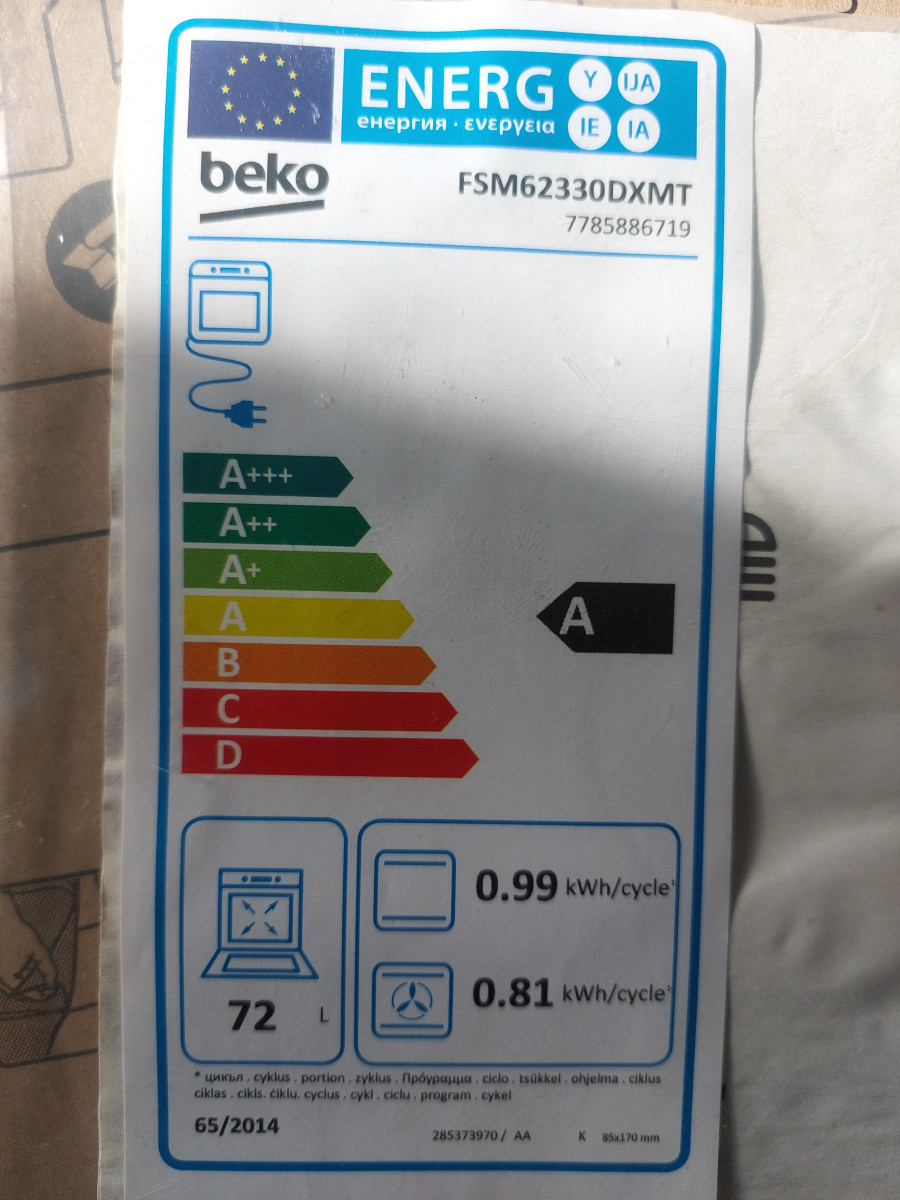 ENERG Y IJA
енергия · ενεργεια IE IA
beko
FSM62330DXMT
7785886719
A+++
A++
A+
A
A
B
C
D
0.99 kWh/cycle*
0.81 kWh/cycle*
72 L
* цикъл . cyklus . portion . zyklus . Πρόγραμμα . ciclo . tsükkel . ohjelma . ciklus
ciklas . cikls. ċiklu. cyclus . cykl . ciclu . program . cykel
65/2014
285373970 / AA K 85x170 mm